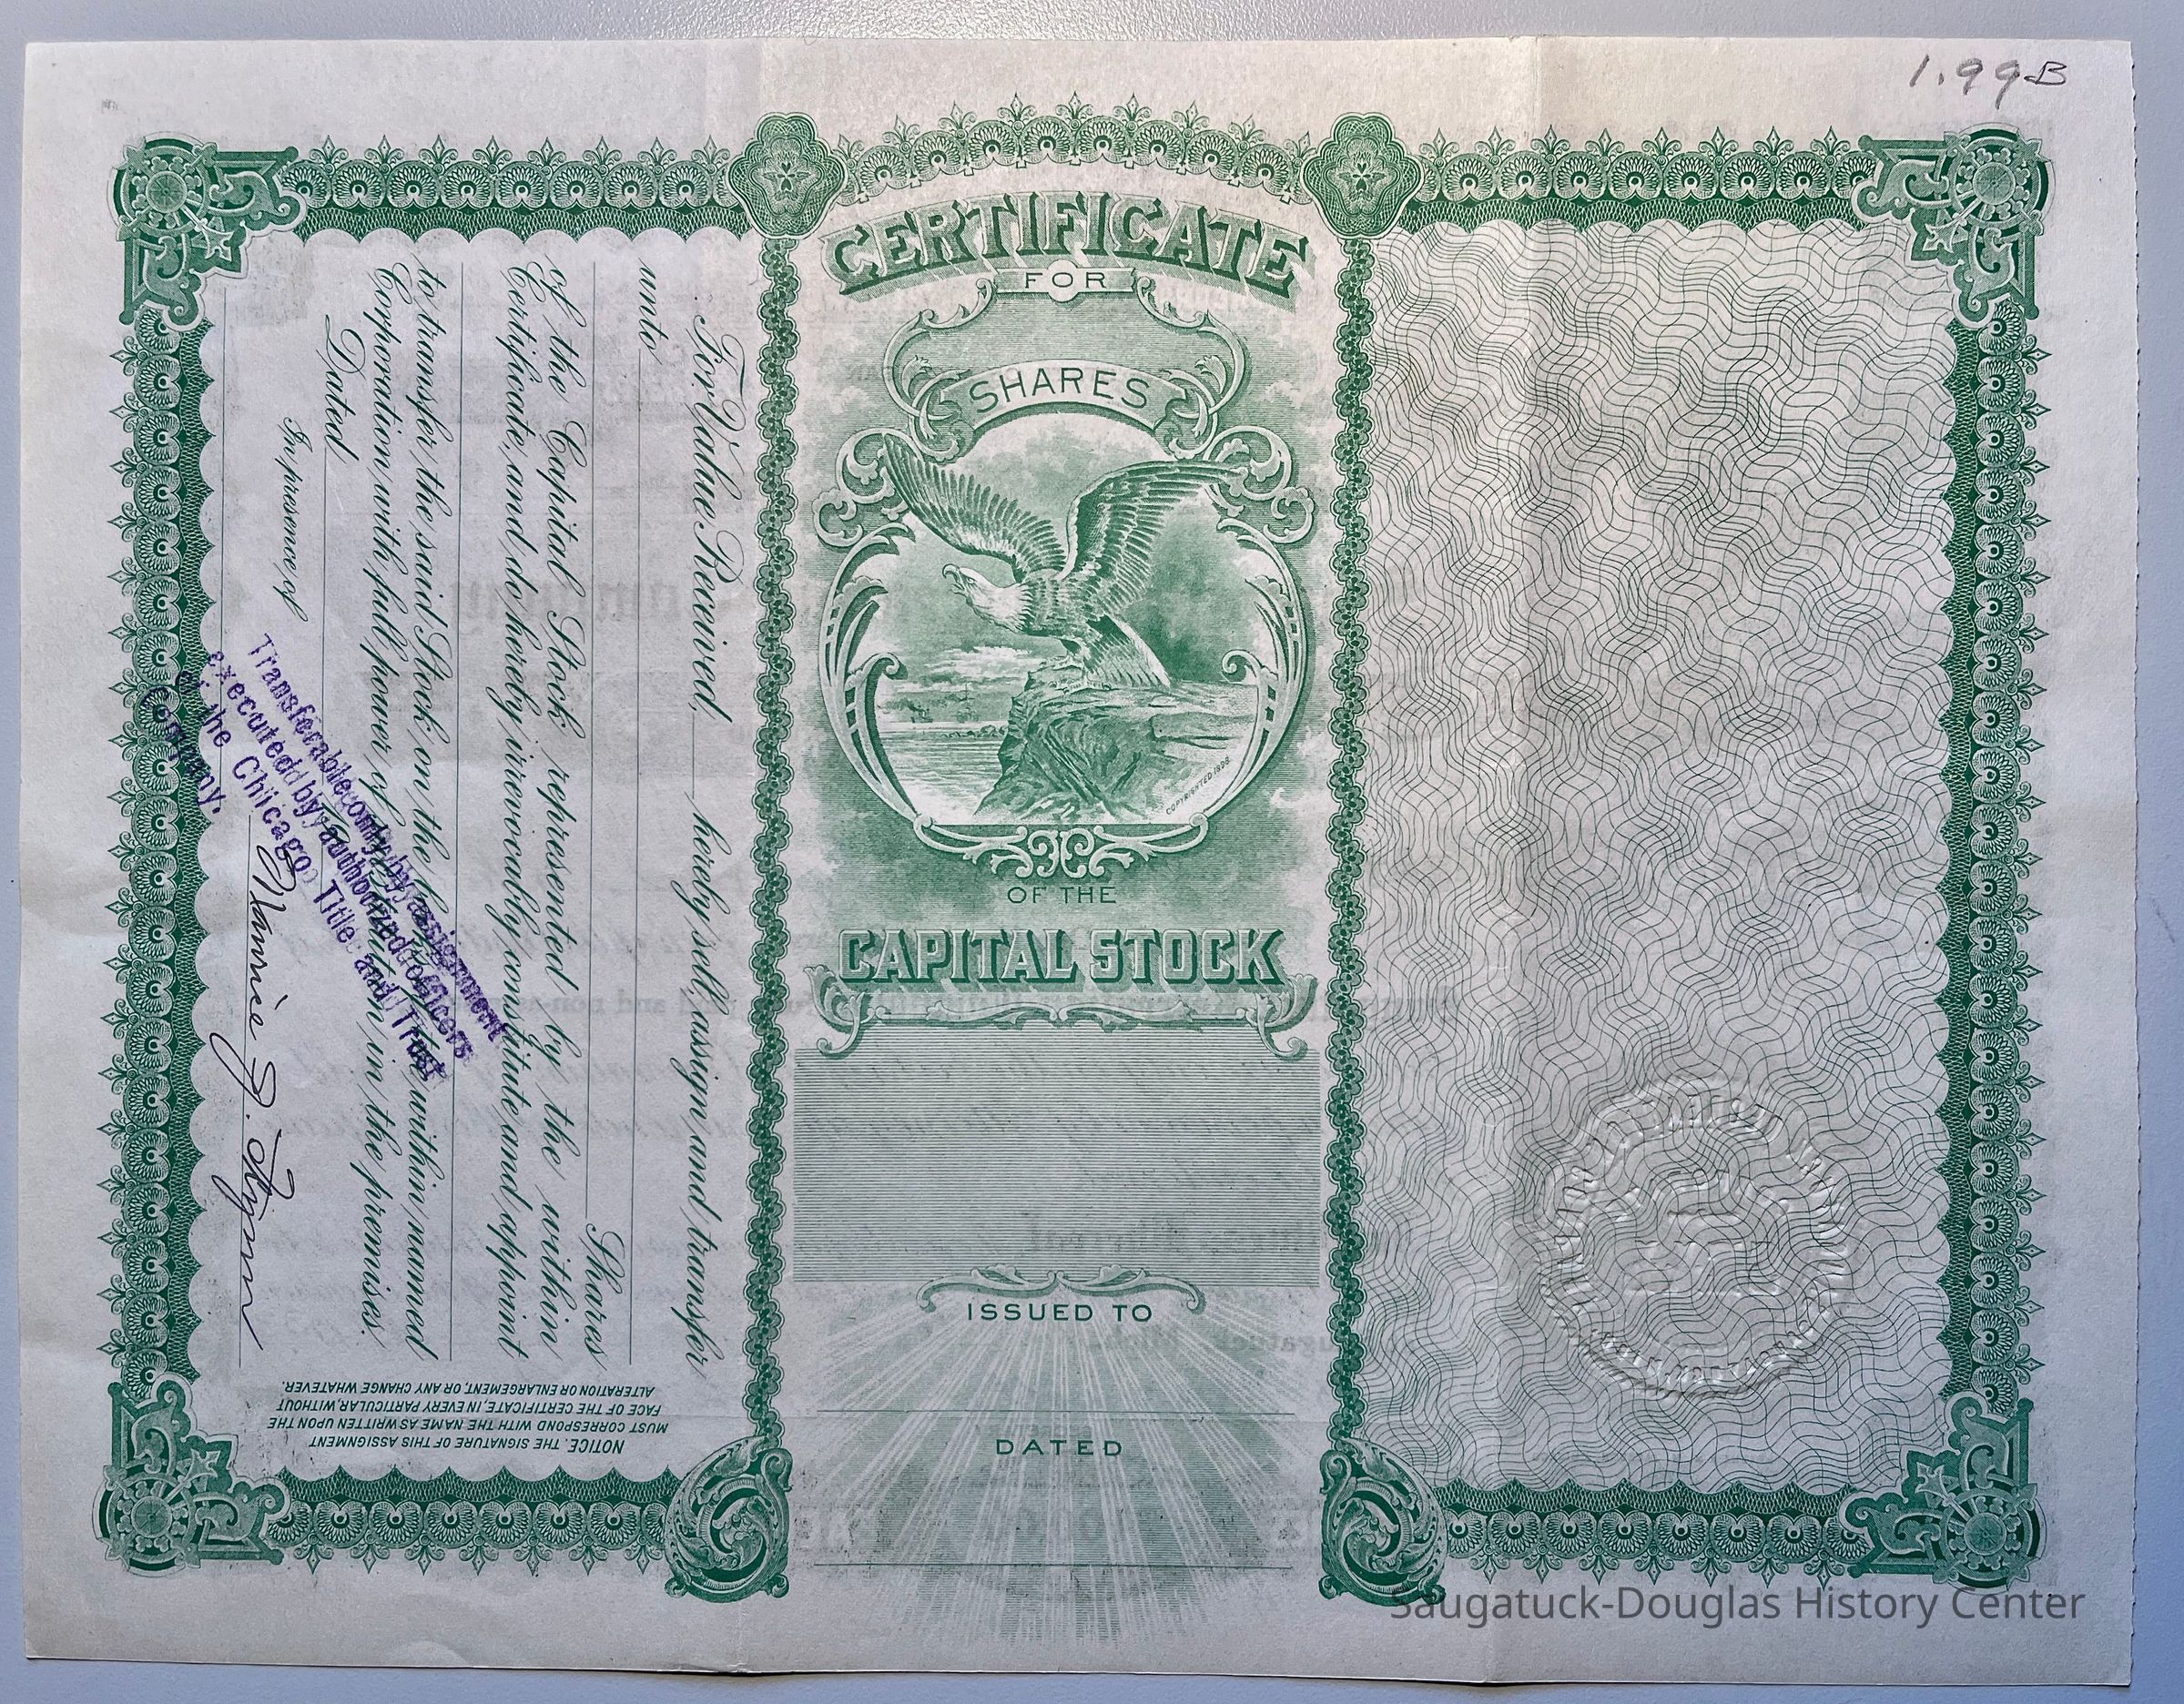 1.99B
CERTIFICATE
FOR
SHARES
COPYRIGHTED 1898.
OF THE
CAPITAL STOCK
ISSUED TO
DATED
For Value Received, hereby sell, assign and transfer
unto
Shares
of the Capital Stock represented by the within
Certificate, and do hereby irrevocably constitute and appoint
to transfer the said Stock on the within named
Corporation with full power of in the premises.
Dated
In presence of
Transferable only by assignment
executed by authorized officers
of the Chicago Title and Trust
Company.
NOTICE. THE SIGNATURE OF THIS ASSIGNMENT
MUST CORRESPOND WITH THE NAME AS WRITTEN UPON THE
FACE OF THE CERTIFICATE, IN EVERY PARTICULAR, WITHOUT
ALTERATION OR ENLARGEMENT, OR ANY CHANGE WHATEVER.
Saugatuck-Douglas History Center